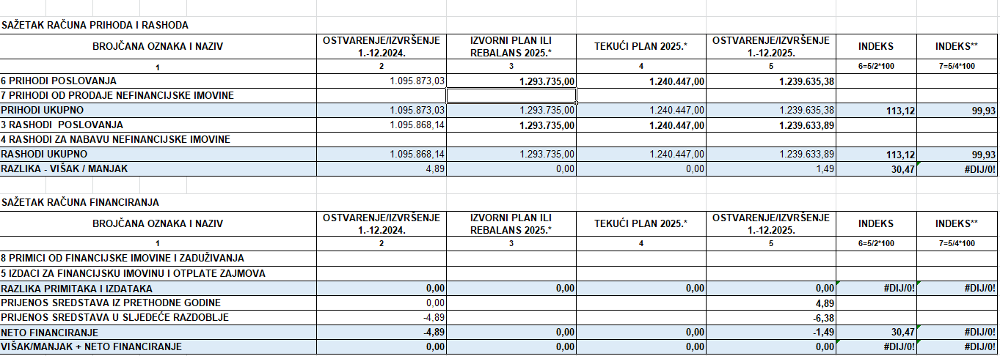 SAŽETAK RAČUNA PRIHODA I RASHODA
BROJČANA OZNAKA I NAZIV OSTVARENJE/IZVRŠENJE 1.-12.2024. IZVORNI PLAN ILI REBALANS 2025.* TEKUĆI PLAN 2025.* OSTVARENJE/IZVRŠENJE 1.-12.2025. INDEKS INDEKS**
1 2 3 4 5 6=5/2*100 7=5/4*100
6 PRIHODI POSLOVANJA 1.095.873,03 1.293.735,00 1.240.447,00 1.239.635,38
7 PRIHODI OD PRODAJE NEFINANCIJSKE IMOVINE
PRIHODI UKUPNO 1.095.873,03 1.293.735,00 1.240.447,00 1.239.635,38 113,12 99,93
3 RASHODI  POSLOVANJA 1.095.868,14 1.293.735,00 1.240.447,00 1.239.633,89
4 RASHODI ZA NABAVU NEFINANCIJSKE IMOVINE
RASHODI UKUPNO 1.095.868,14 1.293.735,00 1.240.447,00 1.239.633,89 113,12 99,93
RAZLIKA - VIŠAK / MANJAK 4,89 0,00 0,00 1,49 30,47 #DIJ/0!
SAŽETAK RAČUNA FINANCIRANJA
BROJČANA OZNAKA I NAZIV OSTVARENJE/IZVRŠENJE 1.-12.2024. IZVORNI PLAN ILI REBALANS 2025.* TEKUĆI PLAN 2025.* OSTVARENJE/IZVRŠENJE 1.-12.2025. INDEKS INDEKS**
1 2 3 4 5 6=5/2*100 7=5/4*100
8 PRIMICI OD FINANCIJSKE IMOVINE I ZADUŽIVANJA
5 IZDACI ZA FINANCIJSKU IMOVINU I OTPLATE ZAJMOVA
RAZLIKA PRIMITAKA I IZDATAKA 0,00 0,00 0,00 0,00 #DIJ/0! #DIJ/0!
PRIJENOS SREDSTAVA IZ PRETHODNE GODINE 0,00 4,89
PRIJENOS SREDSTAVA U SLJEDEĆE RAZDOBLJE -4,89 -6,38
NETO FINANCIRANJE -4,89 0,00 0,00 -1,49 30,47 #DIJ/0!
VIŠAK/MANJAK + NETO FINANCIRANJE 0,00 0,00 0,00 0,00 #DIJ/0! #DIJ/0!